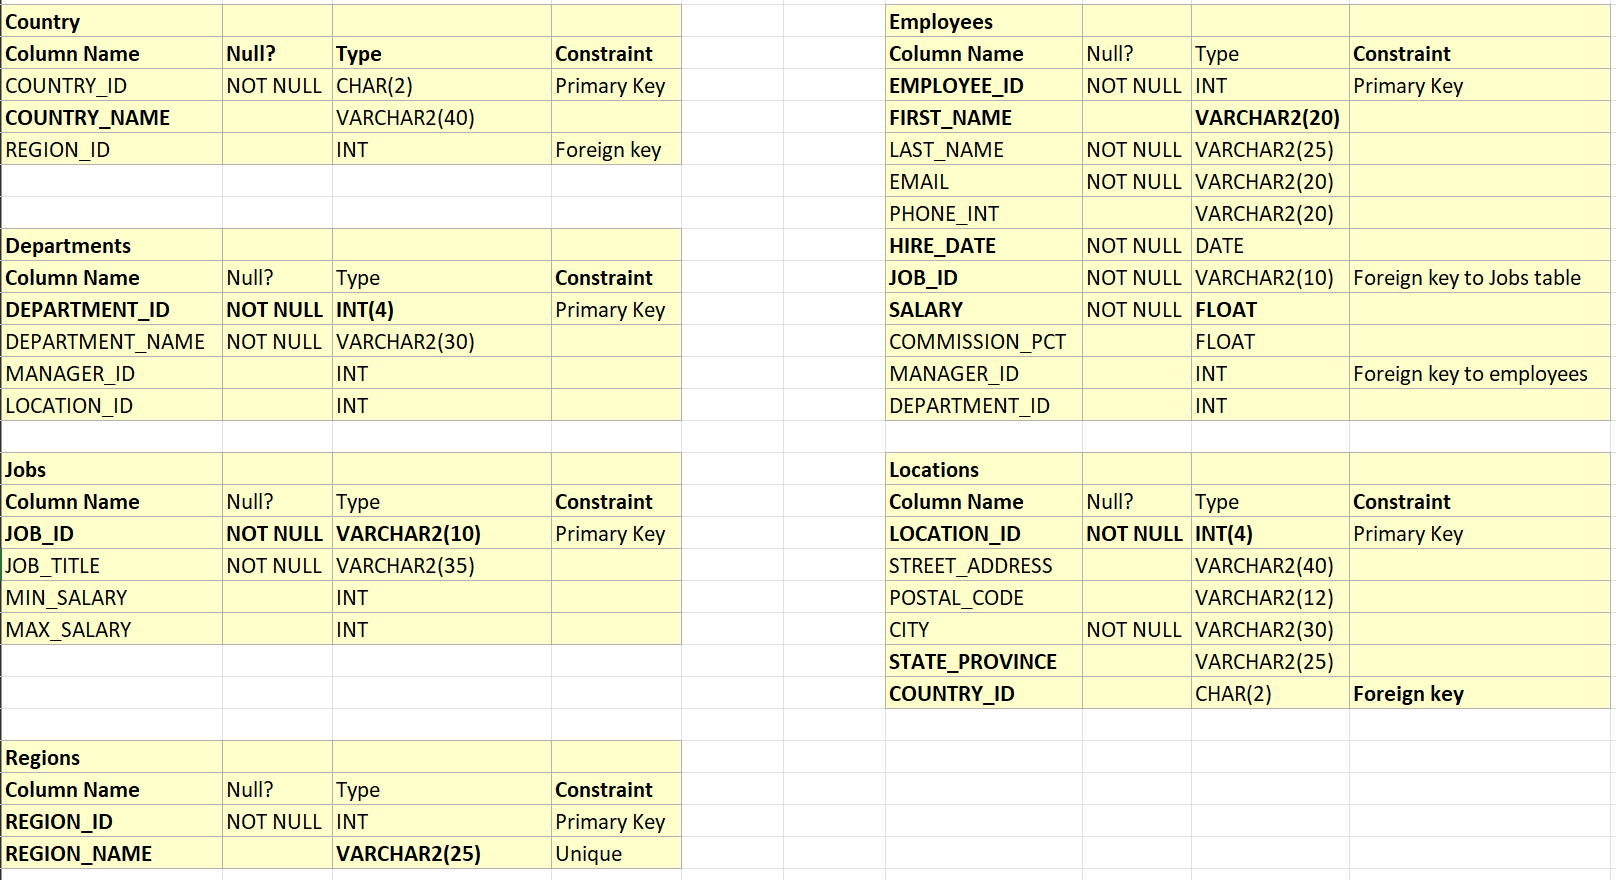 Country
Column Name Null? Type Constraint
COUNTRY_ID NOT NULL CHAR(2) Primary Key
COUNTRY_NAME VARCHAR2(40)
REGION_ID INT Foreign key
Departments
Column Name Null? Type Constraint
DEPARTMENT_ID NOT NULL INT(4) Primary Key
DEPARTMENT_NAME NOT NULL VARCHAR2(30)
MANAGER_ID INT
LOCATION_ID INT
Jobs
Column Name Null? Type Constraint
JOB_ID NOT NULL VARCHAR2(10) Primary Key
JOB_TITLE NOT NULL VARCHAR2(35)
MIN_SALARY INT
MAX_SALARY INT
Regions
Column Name Null? Type Constraint
REGION_ID NOT NULL INT Primary Key
REGION_NAME VARCHAR2(25) Unique
Employees
Column Name Null? Type Constraint
EMPLOYEE_ID NOT NULL INT Primary Key
FIRST_NAME VARCHAR2(20)
LAST_NAME NOT NULL VARCHAR2(25)
EMAIL NOT NULL VARCHAR2(20)
PHONE_INT VARCHAR2(20)
HIRE_DATE NOT NULL DATE
JOB_ID NOT NULL VARCHAR2(10) Foreign key to Jobs table
SALARY NOT NULL FLOAT
COMMISSION_PCT FLOAT
MANAGER_ID INT Foreign key to employees
DEPARTMENT_ID INT
Locations
Column Name Null? Type Constraint
LOCATION_ID NOT NULL INT(4) Primary Key
STREET_ADDRESS VARCHAR2(40)
POSTAL_CODE VARCHAR2(12)
CITY NOT NULL VARCHAR2(30)
STATE_PROVINCE VARCHAR2(25)
COUNTRY_ID CHAR(2) Foreign key